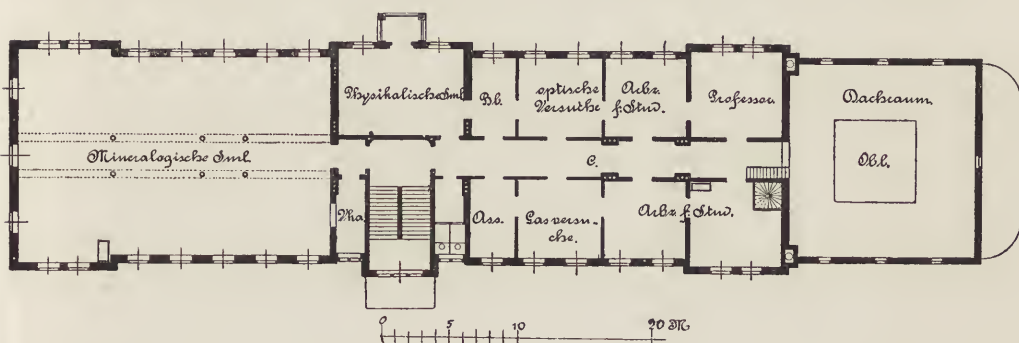 Physikalische Sml.
Bb.
optische
Versuche
Arbz.
f. Stud.
Professor.
Dachraum.
Mineralogische Sml.
C.
Obl.
Ass.
Gasversu-
che.
Arbz. f. Stud.
0 5 10 20 M